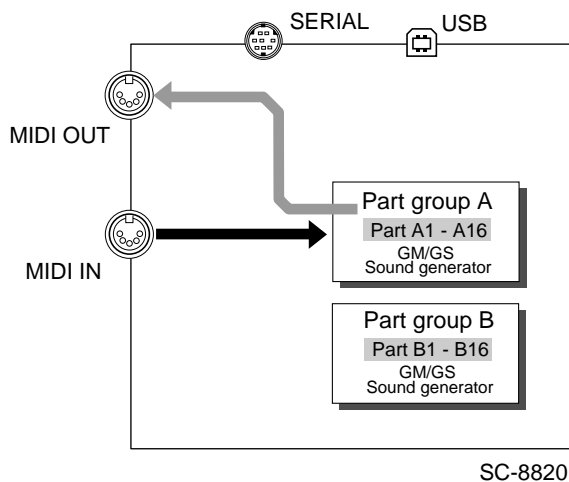 SERIAL
USB
MIDI OUT
MIDI IN
Part group A
Part A1 - A16
GM/GS
Sound generator
Part group B
Part B1 - B16
GM/GS
Sound generator
SC-8820